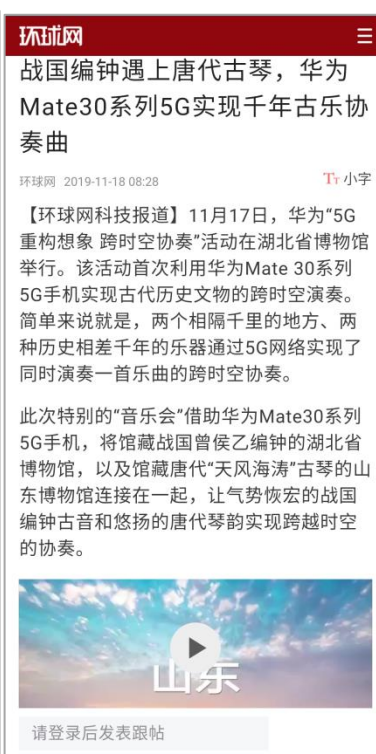 环球网
战国编钟遇上唐代古琴，华为
Mate30系列5G实现千年古乐协
奏曲
环球网 2019-11-18 08:28
TT 小字
【环球网科技报道】11月17日，华为“5G
重构想象 跨时空协奏”活动在湖北省博物馆
举行。该活动首次利用华为Mate 30系列
5G手机实现古代历史文物的跨时空演奏。
简单来说就是，两个相隔千里的地方、两
种历史相差千年的乐器通过5G网络实现了
同时演奏一首乐曲的跨时空协奏。
此次特别的“音乐会”借助华为Mate30系列
5G手机，将馆藏战国曾侯乙编钟的湖北省
博物馆，以及馆藏唐代“天风海涛”古琴的山
东博物馆连接在一起，让气势恢宏的战国
编钟古音和悠扬的唐代琴韵实现跨越时空
的协奏。
山东
请登录后发表跟帖